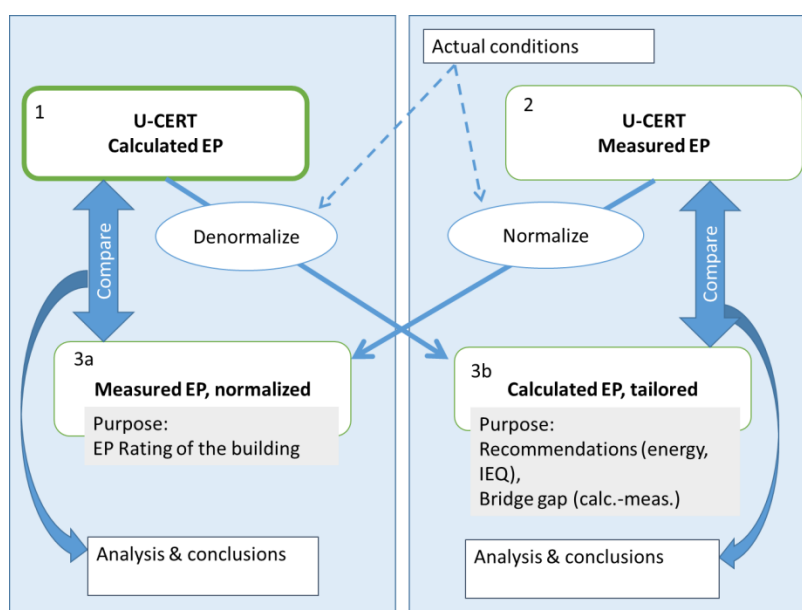 Actual conditions
1
U-CERT
Calculated EP
2
U-CERT
Measured EP
Denormalize
Normalize
Compare
Compare
3a
Measured EP, normalized
Purpose:
EP Rating of the building
3b
Calculated EP, tailored
Purpose:
Recommendations (energy,
IEQ),
Bridge gap (calc.-meas.)
Analysis & conclusions
Analysis & conclusions